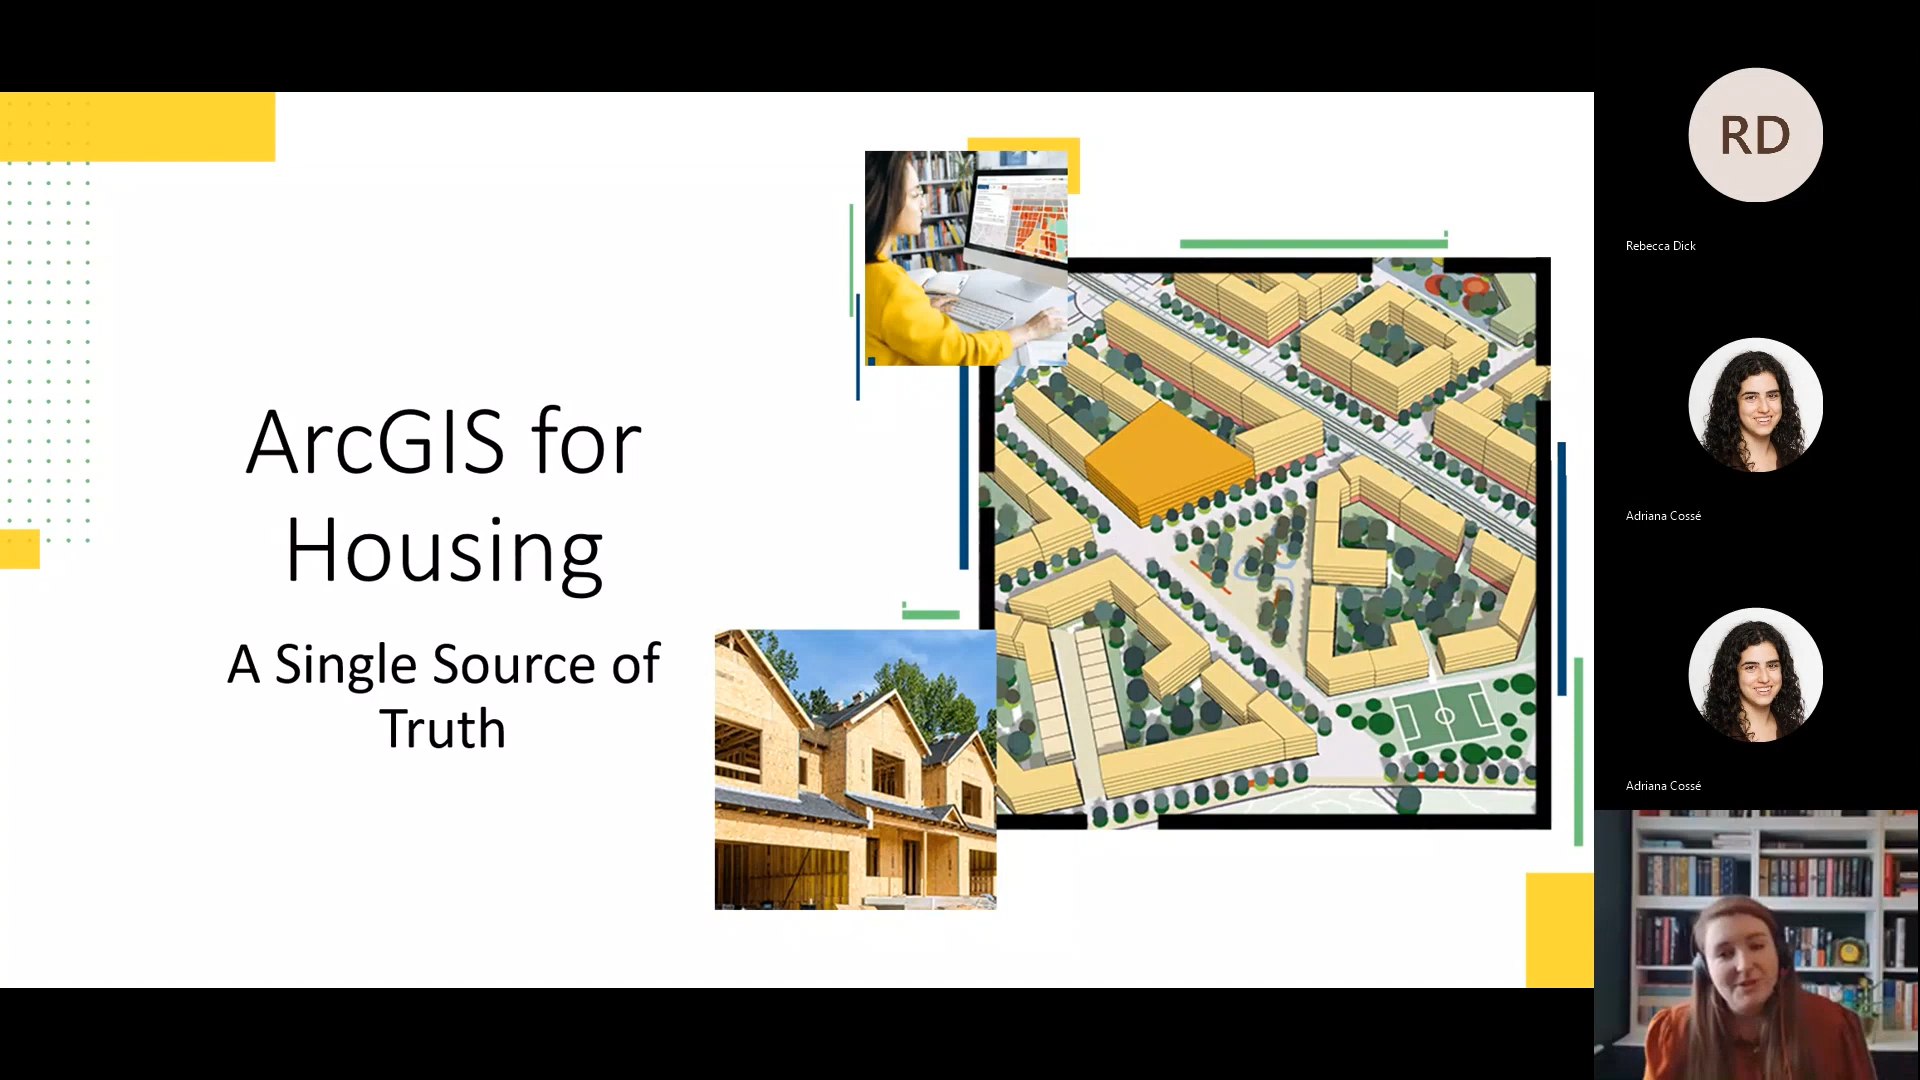 ArcGIS for
Housing
A Single Source of
Truth
RD
Rebecca Dick
Adriana Cossé
Adriana Cossé